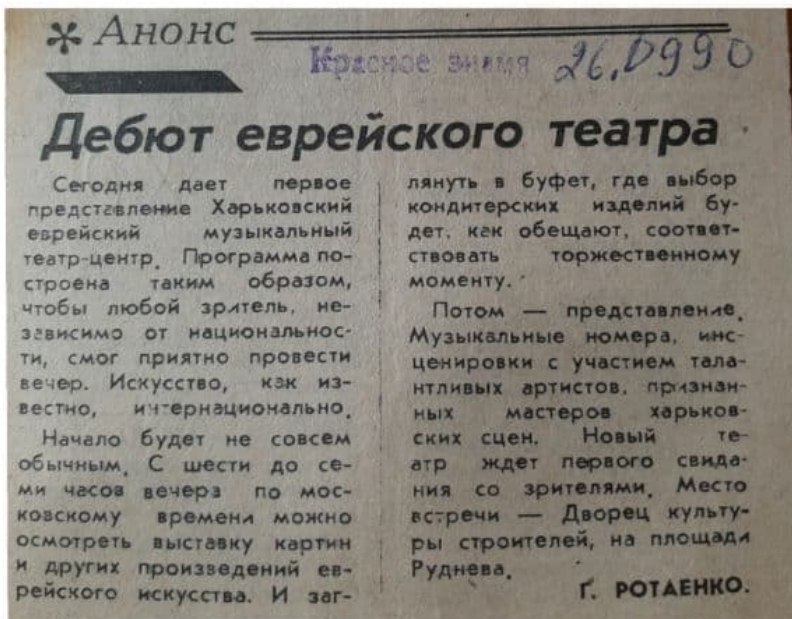 * Анонс
Красное знамя 26.0990
Дебют еврейского театра
Сегодня дает первое
представление Харьковский
еврейский музыкальный
театр-центр. Программа по-
строена таким образом,
чтобы любой зритель, не-
зависимо от национальнос-
ти, смог приятно провести
вечер. Искусство, как из-
вестно, интернационально.
Начало будет не совсем
обычным. С шести до се-
ми часов вечера по мос-
ковскому времени можно
осмотреть выставку картин
и других произведений ев-
рейского искусства. И заг-
лянуть в буфет, где выбор
кондитерских изделий бу-
дет, как обещают, соответ-
ствовать торжественному
моменту.
Потом — представление.
Музыкальные номера, инс-
ценировки с участием тала-
нтливых артистов, признан-
ных мастеров харьков-
ских сцен. Новый те-
атр ждет первого свида-
ния со зрителями. Место
встречи — Дворец культу-
ры строителей, на площади
Руднева.
Г. РОТАЕНКО.